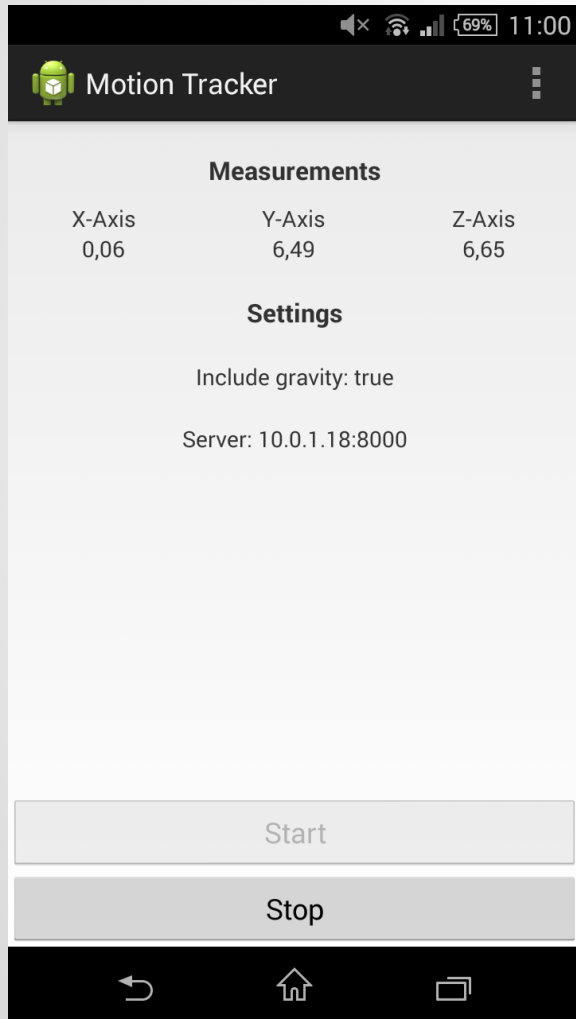 69% 11:00
Motion Tracker
Measurements
X-Axis Y-Axis Z-Axis
0,06 6,49 6,65
Settings
Include gravity: true
Server: 10.0.1.18:8000
Start
Stop